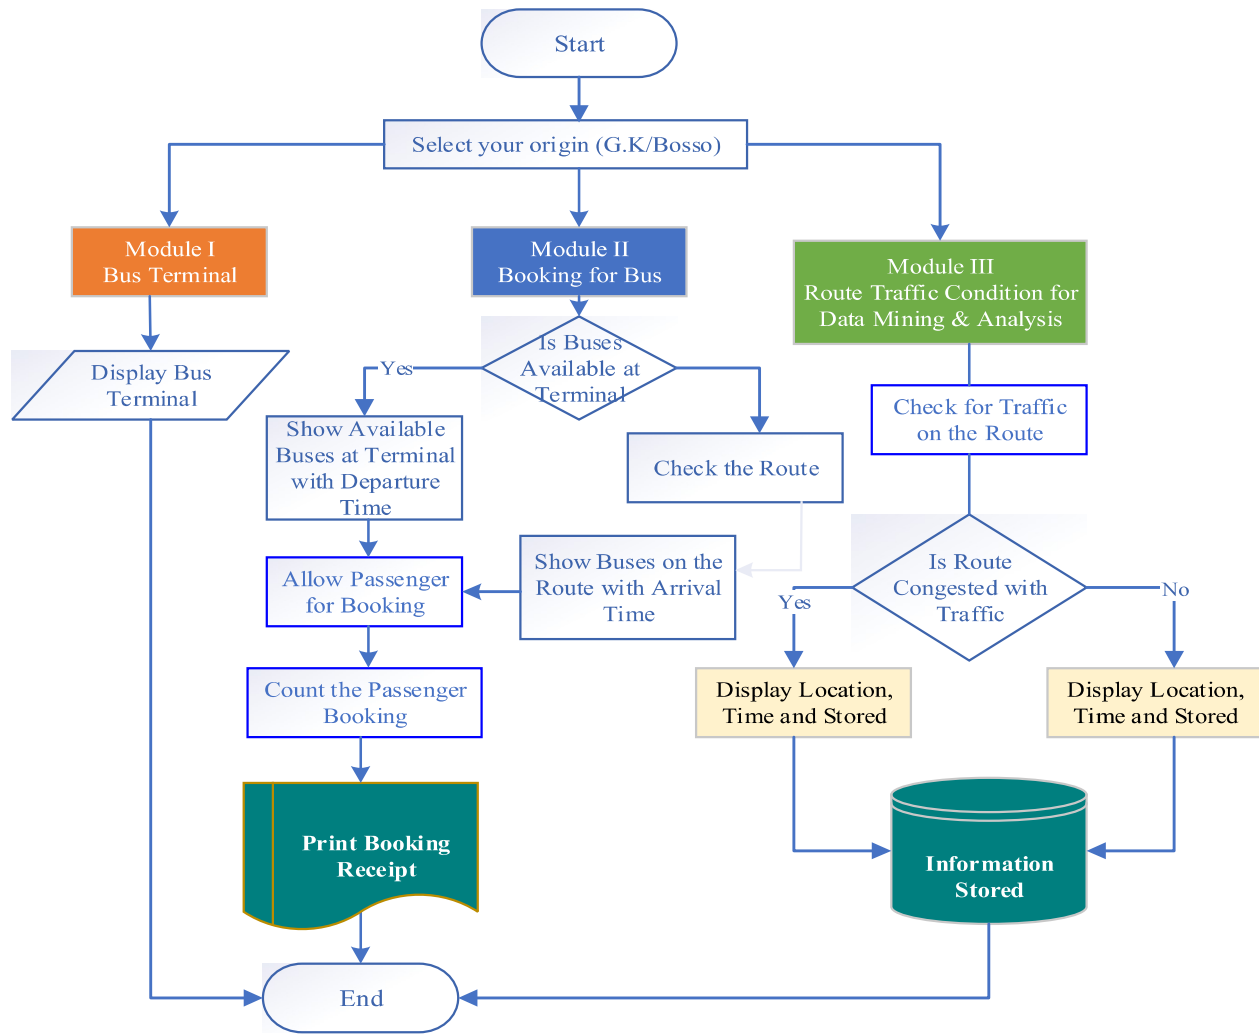 Start
Select your origin (G.K/Bosso)
Module I
Bus Terminal
Module II
Booking for Bus
Module III
Route Traffic Condition for
Data Mining & Analysis
Display Bus
Terminal
Yes
Is Buses
Available at
Terminal
Check for Traffic
on the Route
Show Available
Buses at Terminal
with Departure
Time
Check the Route
Allow Passenger
for Booking
Show Buses on the
Route with Arrival
Time
Is Route
Congested with
Traffic
Yes
No
Count the Passenger
Booking
Display Location,
Time and Stored
Display Location,
Time and Stored
Print Booking
Receipt
Information
Stored
End